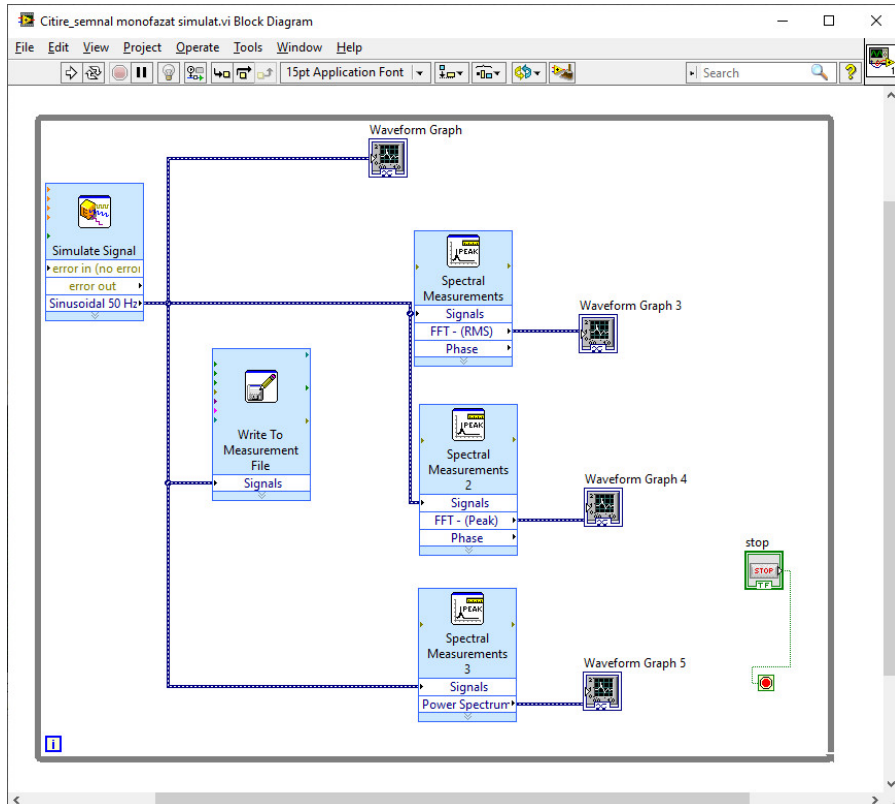 Citire_semnal monofazat simulat.vi Block Diagram
File Edit View Project Operate Tools Window Help
15pt Application Font
Search
?
1
Waveform Graph
Simulate Signal
error in (no erroı
error out
Sinusoidal 50 Hz
PEAK
Spectral
Measurements
Signals
FFT - (RMS)
Phase
Waveform Graph 3
Write To
Measurement
File
Signals
PEAK
Spectral
Measurements
2
Signals
FFT - (Peak)
Phase
Waveform Graph 4
stop
STOP
TF
PEAK
Spectral
Measurements
3
Signals
Power Spectrum
Waveform Graph 5
i